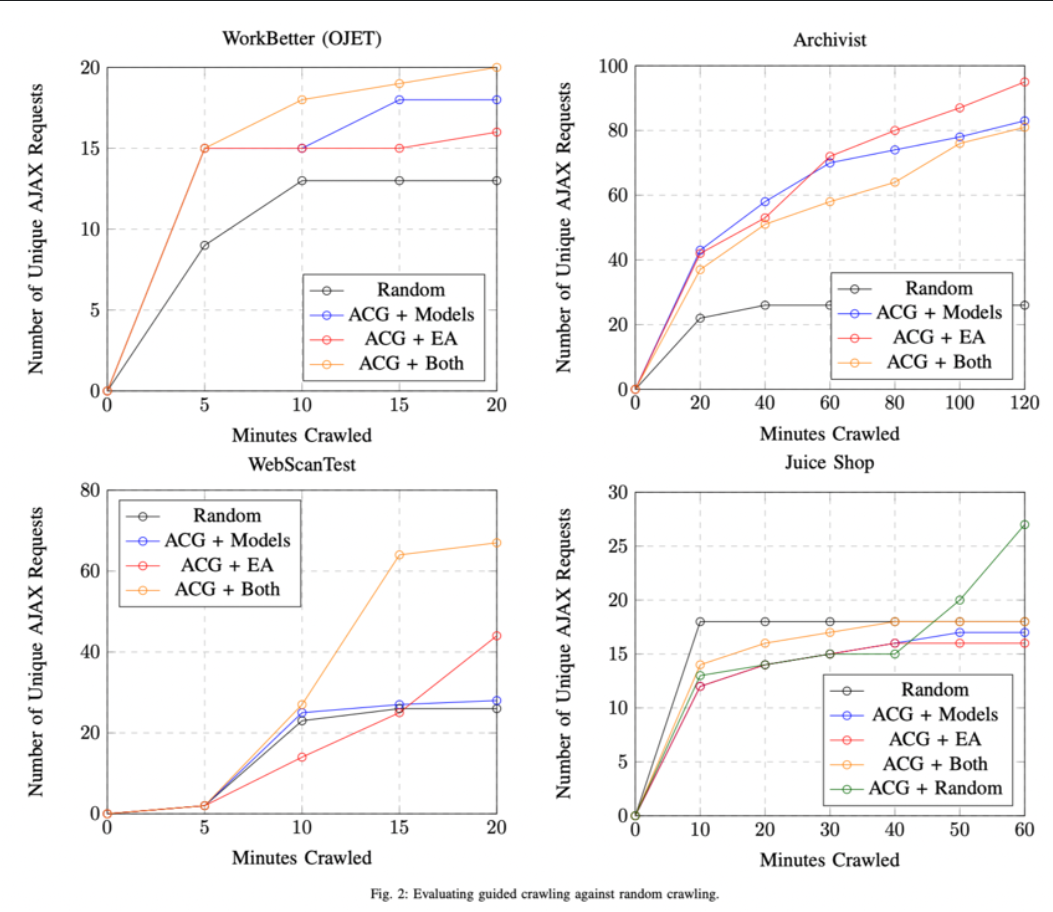 WorkBetter (OJET)
Number of Unique AJAX Requests
20
15
10
5
0
0 5 10 15 20
Minutes Crawled
Random
ACG + Models
ACG + EA
ACG + Both
Archivist
Number of Unique AJAX Requests
100
80
60
40
20
0
0 20 40 60 80 100 120
Minutes Crawled
Random
ACG + Models
ACG + EA
ACG + Both
WebScanTest
Number of Unique AJAX Requests
80
60
40
20
0
0 5 10 15 20
Minutes Crawled
Random
ACG + Models
ACG + EA
ACG + Both
Juice Shop
Number of Unique AJAX Requests
30
25
20
15
10
5
0
0 10 20 30 40 50 60
Minutes Crawled
Random
ACG + Models
ACG + EA
ACG + Both
ACG + Random
Fig. 2: Evaluating guided crawling against random crawling.